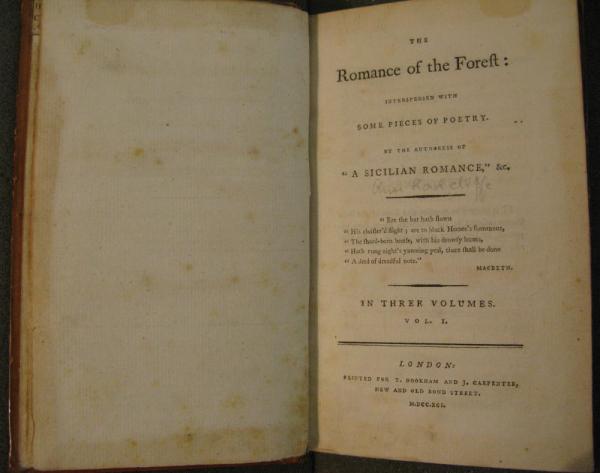 THE
Romance of the Foreſt:
INTERSPERSED WITH
SOME PIECES OF POETRY.
BY THE AUTHORESS OF
"A SICILIAN ROMANCE," &c.
Ann Radcliffe
"Ere the bat hath flown
"His cloiſter'd flight; ere to black Hecate's ſummons,
"The ſhard-born beetle, with his drowſy hums,
"Hath rung night's yawning peal, there ſhall be done
"A deed of dreadful note."
MACBETH.
IN THREE VOLUMES.
VOL. I.
LONDON:
PRINTED FOR T. HOOKHAM AND J. CARPENTER,
NEW AND OLD BOND STREET.
M.DCC.XCI.